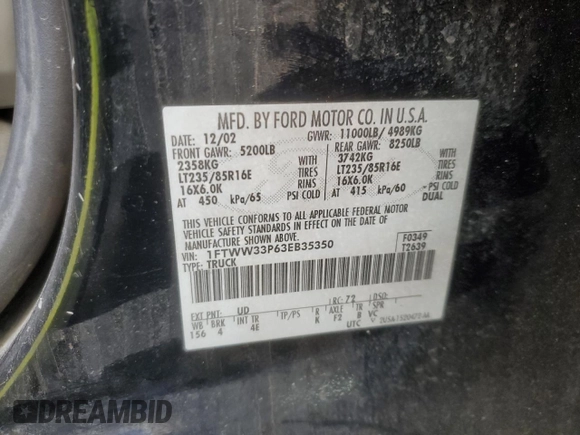 MFD. BY FORD MOTOR CO. IN U.S.A.
DATE: 12/02 GVWR: 11000LB/ 4989KG
FRONT GAWR: 5200LB REAR GAWR: 8250LB
2358KG WITH 3742KG WITH
LT235/85R16E TIRES LT235/85R16E TIRES
16X6.0K RIMS 16X6.0K RIMS
AT 450 kPa/65 PSI COLD AT 415 kPa/60 PSI COLD
DUAL
THIS VEHICLE CONFORMS TO ALL APPLICABLE FEDERAL MOTOR
VEHICLE SAFETY STANDARDS IN EFFECT ON THE DATE OF
MANUFACTURE SHOWN ABOVE.
VIN: 1FTWW33P63EB35350 F0349
TYPE: TRUCK T2639
EXT PNT: UD RC: 72 DSO:
WB BRK INT TR TP/PS R AXLE TR SPR
156 4 4E K F2 B VC
UTC
DREAMBID